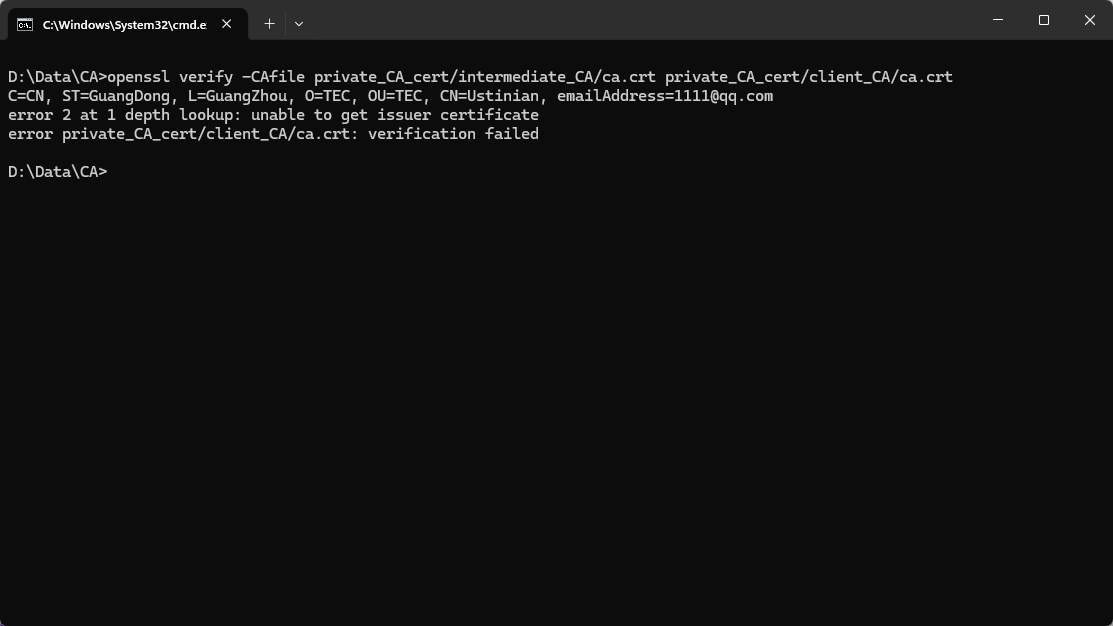 C:\Windows\System32\cmd.e
D:\Data\CA>openssl verify -CAfile private_CA_cert/intermediate_CA/ca.crt private_CA_cert/client_CA/ca.crt
C=CN, ST=GuangDong, L=GuangZhou, O=TEC, OU=TEC, CN=Ustinian, emailAddress=1111@qq.com
error 2 at 1 depth lookup: unable to get issuer certificate
error private_CA_cert/client_CA/ca.crt: verification failed
D:\Data\CA>